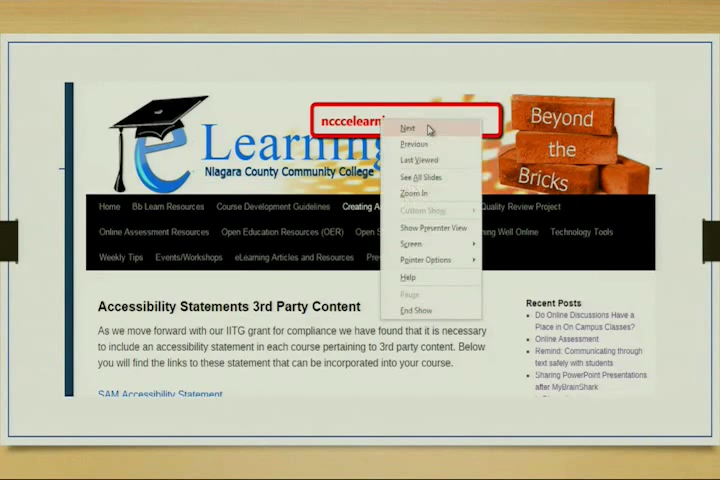 ncccelearni
Beyond
the
Bricks
eLearning
Niagara County Community College
Next
Previous
Last Viewed
See All Slides
Zoom In
Custom Show
Show Presenter View
Screen
Pointer Options
Help
Pause
End Show
Home Bb Learn Resources Course Development Guidelines Creating A Quality Review Project
Online Assessment Resources Open Education Resources (OER) Open S rning Well Online Technology Tools
Weekly Tips Events/Workshops eLearning Articles and Resources Pre
Accessibility Statements 3rd Party Content
As we move forward with our IITG grant for compliance we have found that it is necessary
to include an accessibility statement in each course pertaining to 3rd party content. Below
you will find the links to these statement that can be incorporated into your course.
SAM Accessibility Statement
Recent Posts
Do Online Discussions Have a
Place in On Campus Classes?
Online Assessment
Remind: Communicating through
text safely with students
Sharing PowerPoint Presentations
after MyBrainShark